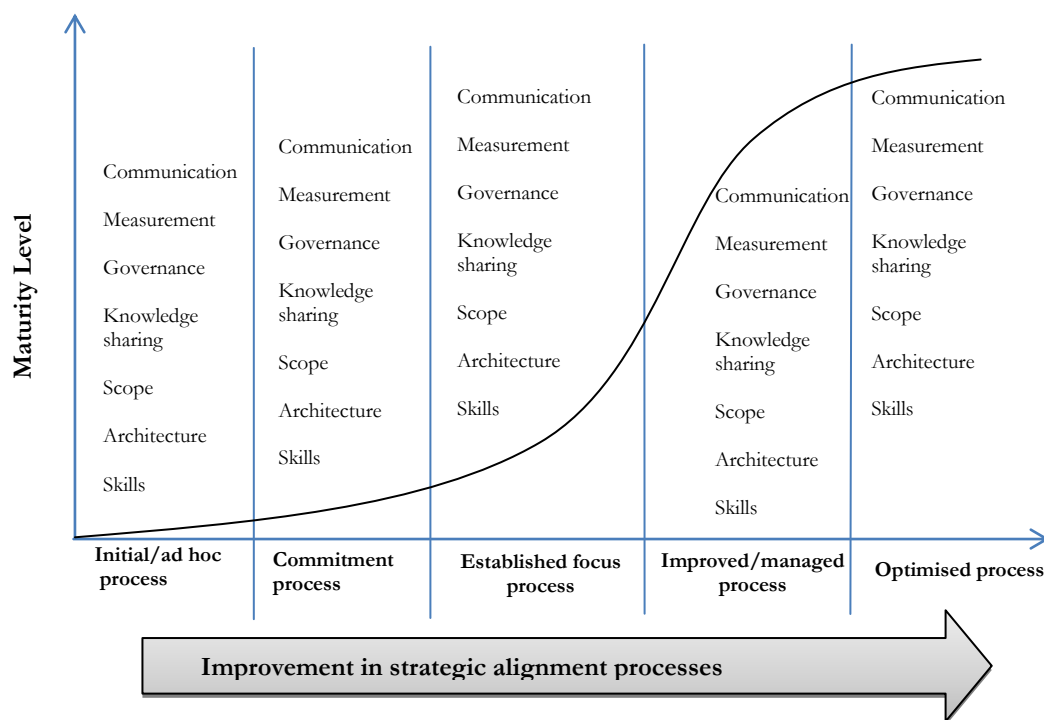 Maturity Level
Communication
Measurement
Governance
Knowledge
sharing
Scope
Architecture
Skills
Initial/ad hoc
process
Communication
Measurement
Governance
Knowledge
sharing
Scope
Architecture
Skills
Commitment
process
Communication
Measurement
Governance
Knowledge
sharing
Scope
Architecture
Skills
Established focus
process
Communication
Measurement
Governance
Knowledge
sharing
Scope
Architecture
Skills
Improved/managed
process
Communication
Measurement
Governance
Knowledge
sharing
Scope
Architecture
Skills
Optimised process
Improvement in strategic alignment processes